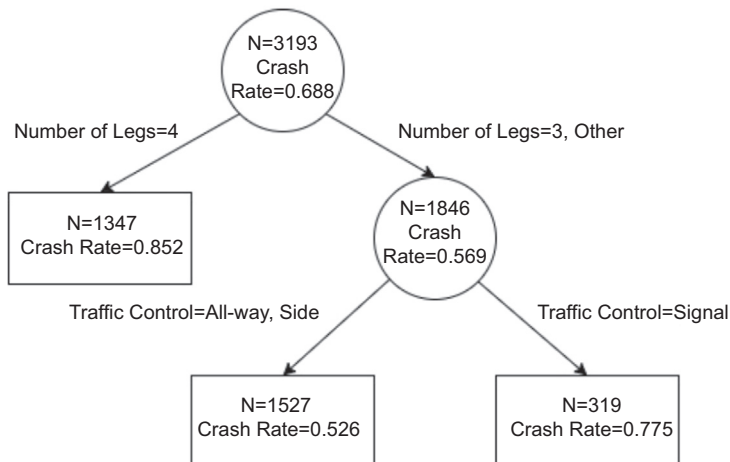 N=3193
Crash
Rate=0.688
Number of Legs=4
Number of Legs=3, Other
N=1347
Crash Rate=0.852
N=1846
Crash
Rate=0.569
Traffic Control=All-way, Side
Traffic Control=Signal
N=1527
Crash Rate=0.526
N=319
Crash Rate=0.775